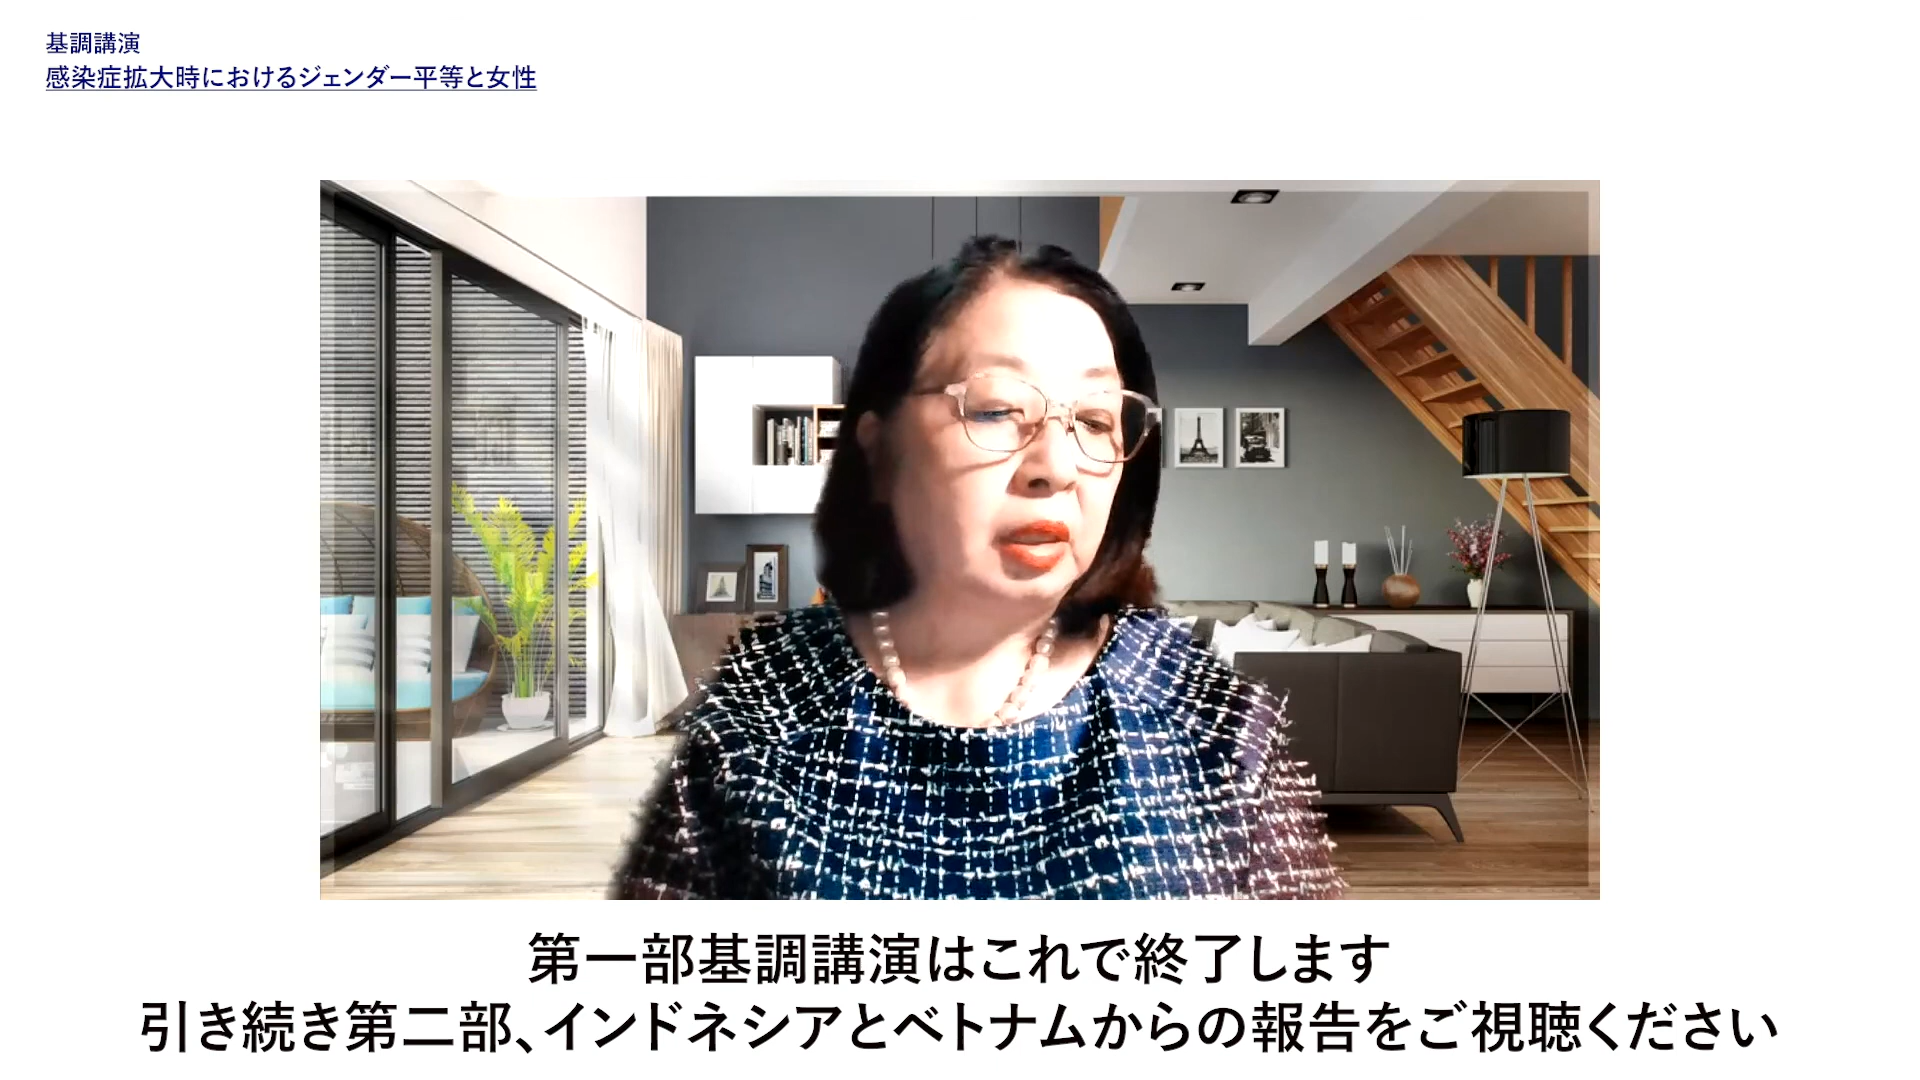 基調講演
感染症拡大時におけるジェンダー平等と女性
第一部基調講演はこれで終了します
引き続き第二部、インドネシアとベトナムからの報告をご視聴ください